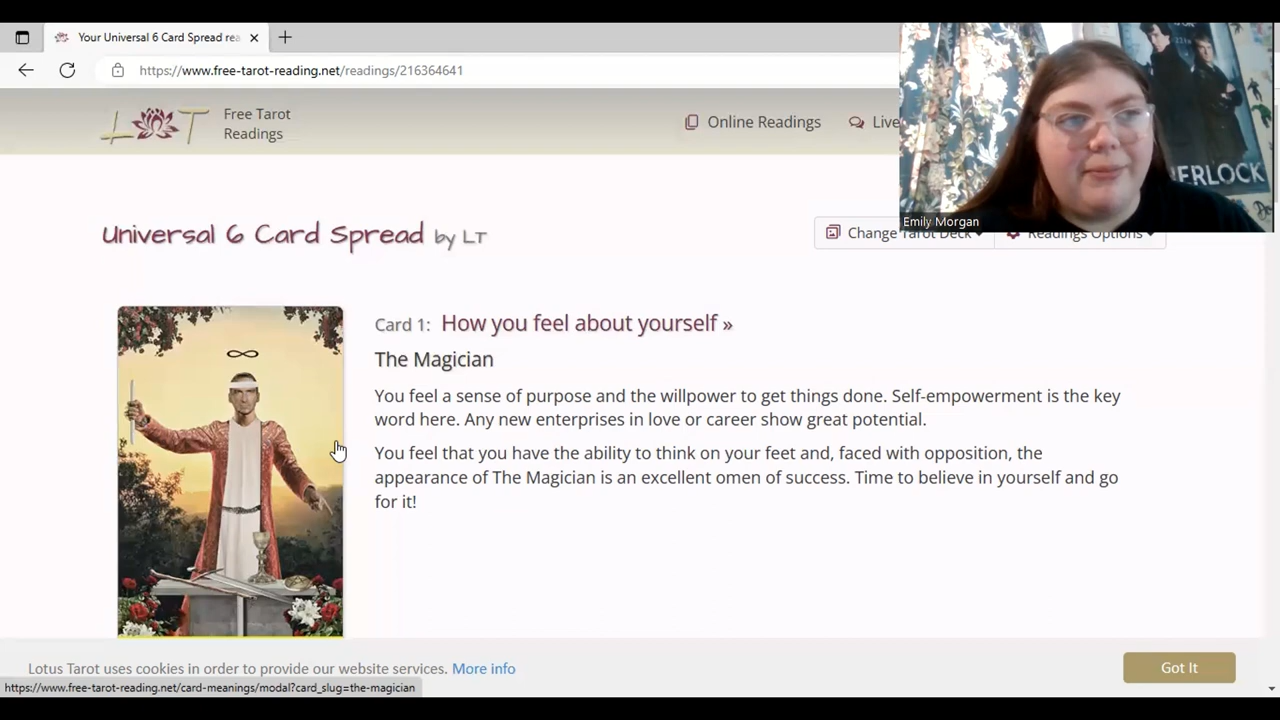 Your Universal 6 Card Spread rea
https://www.free-tarot-reading.net/readings/216364641
LOT
Free Tarot
Readings
Online Readings
Live
SHERLOCK
Emily Morgan
Universal 6 Card Spread by LT
Change Tarot Deck
Readings Options
Card 1: How you feel about yourself »
The Magician
You feel a sense of purpose and the willpower to get things done. Self-empowerment is the key
word here. Any new enterprises in love or career show great potential.
You feel that you have the ability to think on your feet and, faced with opposition, the
appearance of The Magician is an excellent omen of success. Time to believe in yourself and go
for it!
Lotus Tarot uses cookies in order to provide our website services. More info
Got It
https://www.free-tarot-reading.net/card-meanings/modal?card_slug=the-magician